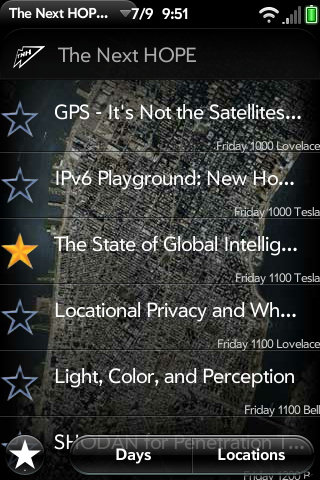 The Next HOP... 7/9 9:51
The Next HOPE
GPS - It's Not the Satellites...
Friday 1000 Lovelace
IPv6 Playground: New Ho...
Friday 1000 Tesla
The State of Global Intellig...
Friday 1100 Tesla
Locational Privacy and Wh...
Friday 1100 Lovelace
Light, Color, and Perception
Friday 1100 Bell
SHODAN for Penetration T...
Days Locations
Friday 1200